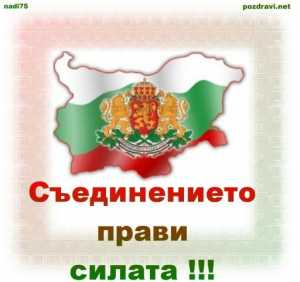 nadi75 pozdravi.net
Съединението
прави
силата !!!